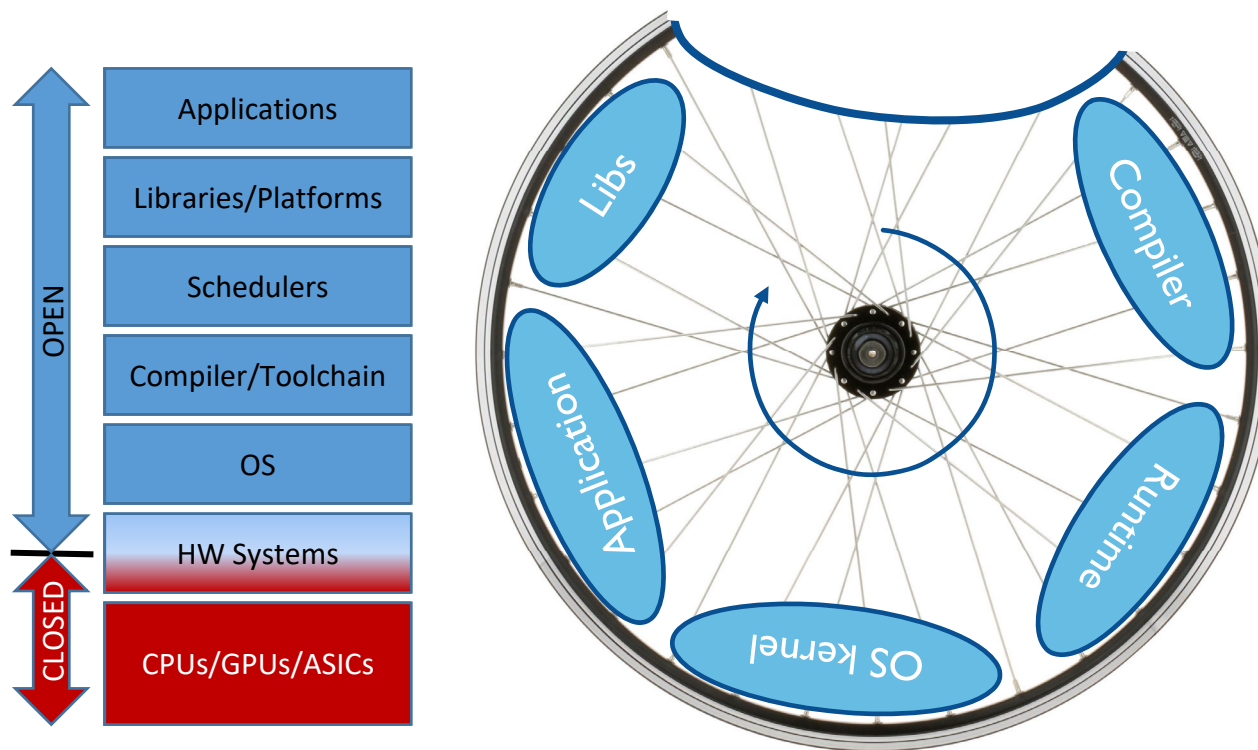 OPEN
CLOSED
Applications
Libraries/Platforms
Schedulers
Compiler/Toolchain
OS
HW Systems
CPUs/GPUs/ASICs
Libs
Compiler
Application
Runtime
OS kernel